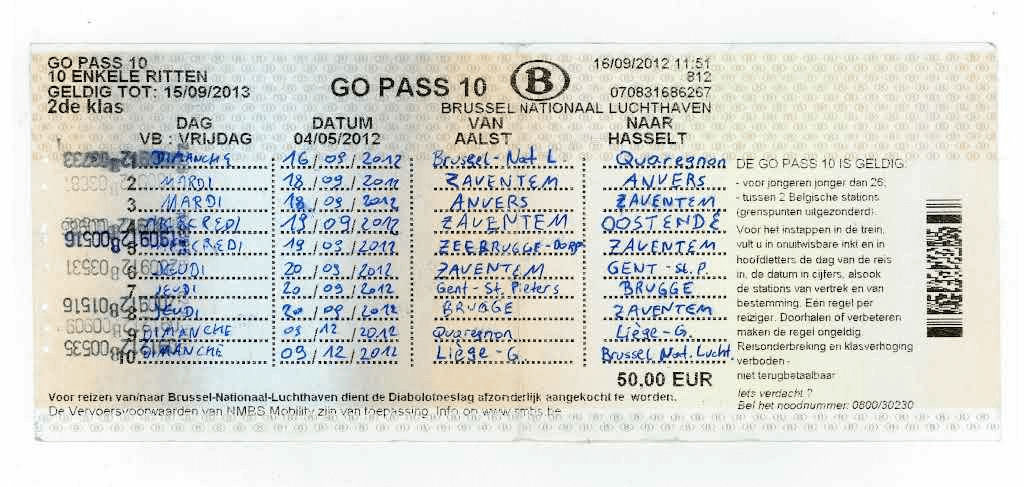 GO PASS 10
10 ENKELE RITTEN
GELDIG TOT: 15/09/2013
2de klas
GO PASS 10 B
16/09/2012 11:51
812
070831686267
BRUSSEL NATIONAAL LUCHTHAVEN
DAG DATUM VAN NAAR
VB : VRIJDAG 04/05/2012 AALST HASSELT
DIMANCHE 16/09/2012 Brussel-Nat L. Quaregnon
2. MARDI 18/09/2012 ZAVENTEM ANVERS
3. MARDI 18/09/2012 ANVERS ZAVENTEM
4. MERCREDI 19/09/2012 ZAVENTEM OOSTENDE
5. MERCREDI 19/09/2012 ZEEBRUGGE-DORP ZAVENTEM
6. JEUDI 20/09/2012 ZAVENTEM GENT-St.P.
7. JEUDI 20/09/2012 Gent-St.Pieters BRUGGE
8. JEUDI 20/09/2012 BRUGGE ZAVENTEM
9. DIMANCHE 09/12/2012 Quaregnon Liège-G.
10. DIMANCHE 09/12/2012 Liège-G. Brussel Nat. Lucht.
50.00 EUR
DE GO PASS 10 IS GELDIG:
- voor jongeren jonger dan 26,
- tussen 2 Belgische stations
(grenspunten uitgezonderd).
Voor het instappen in de trein,
vult u in onuitwisbare inkt en in
hoofdletters de dag van de reis
in, de datum in cijfers, alsook
de stations van vertrek en van
bestemming. Een regel per
reiziger. Doorhalen of verbeteren
maken de regel ongeldig.
Reisonderbreking en klasverhoging
verboden -
niet terugbetaalbaar
Iets verdacht ?
Bel het noodnummer: 0800/30230
Voor reizen van/naar Brussel-Nationaal-Luchthaven dient de Diabolotoeslag afzonderlijk aangekocht te worden.
De Vervoersvoorwaarden van NMBS Mobility zijn van toepassing. Info op www.nmbs.be